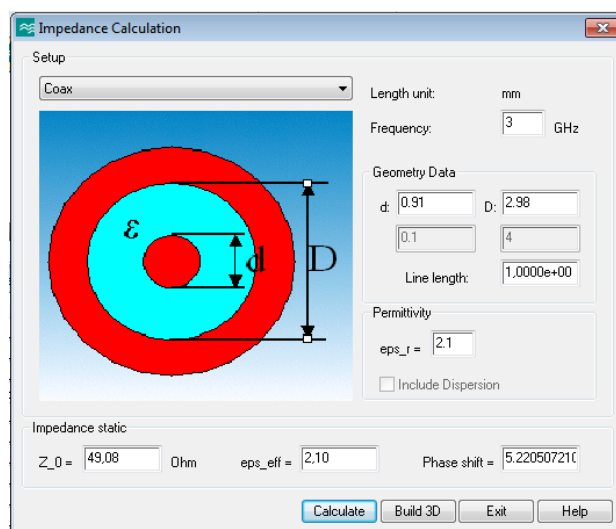 Impedance Calculation
Setup
Coax
Length unit: mm
Frequency: 3 GHz
Geometry Data
d: 0.91 D: 2.98
0.1 4
Line length: 1,0000e+00
Permittivity
eps_r = 2.1
Include Dispersion
ε
d D
Impedance static
Z_0 = 49,08 Ohm eps_eff = 2,10 Phase shift = 5.22050721(
Calculate Build 3D Exit Help